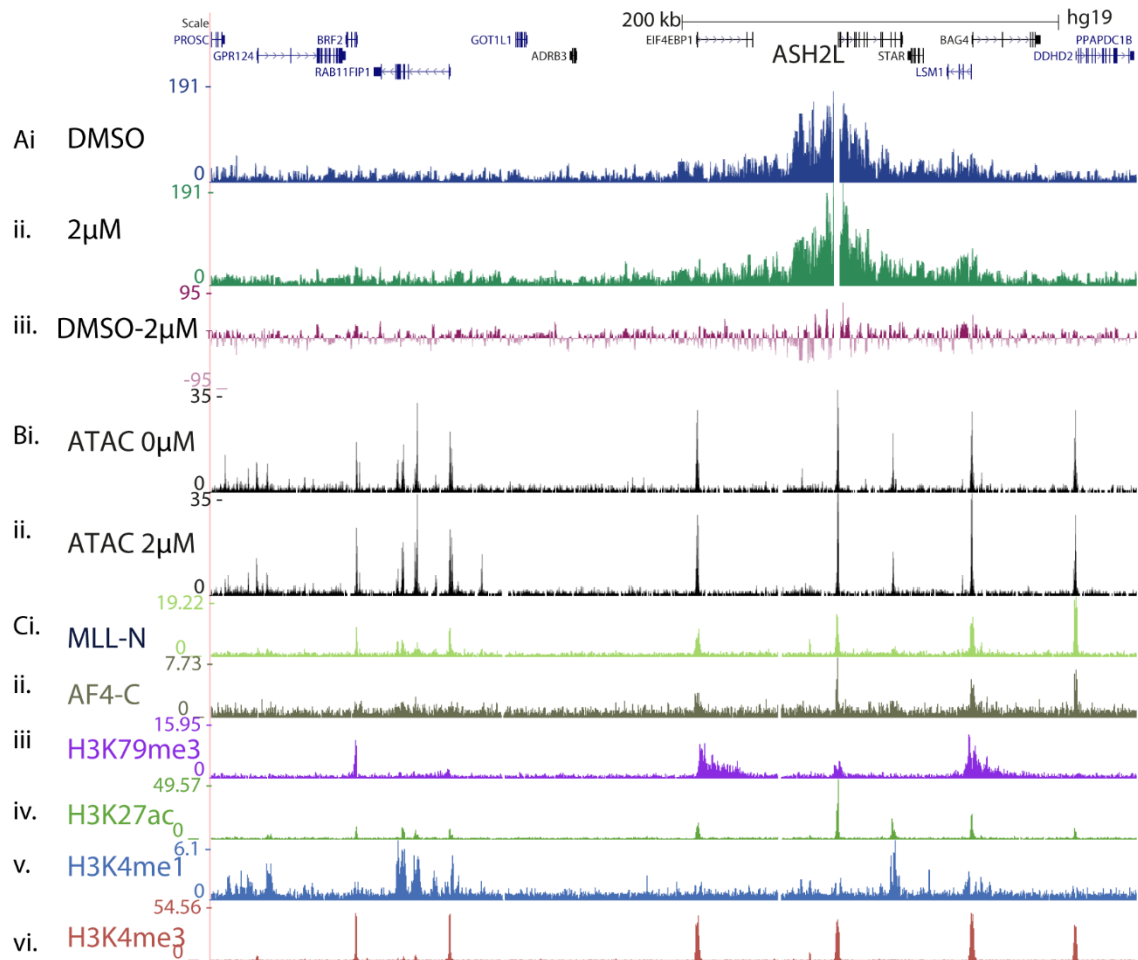 200 kb hg19
Scale
PROSC BRF2 GOT1L1 EIF4EBP1 BAG4 PPAPDC1B
GPR124 ADRB3 ASH2L STAR DDHD2
RAB11FIP1 LSM1
191
Ai DMSO
0
191
ii. 2µM
0
95
iii. DMSO-2µM
-95
35
Bi. ATAC 0µM
0
35
ii. ATAC 2µM
0
19.22
Ci. MLL-N
0
7.73
ii. AF4-C
0
15.95
iii H3K79me3
0
49.57
iv. H3K27ac
0
6.1
v. H3K4me1
0
54.56
vi. H3K4me3
0